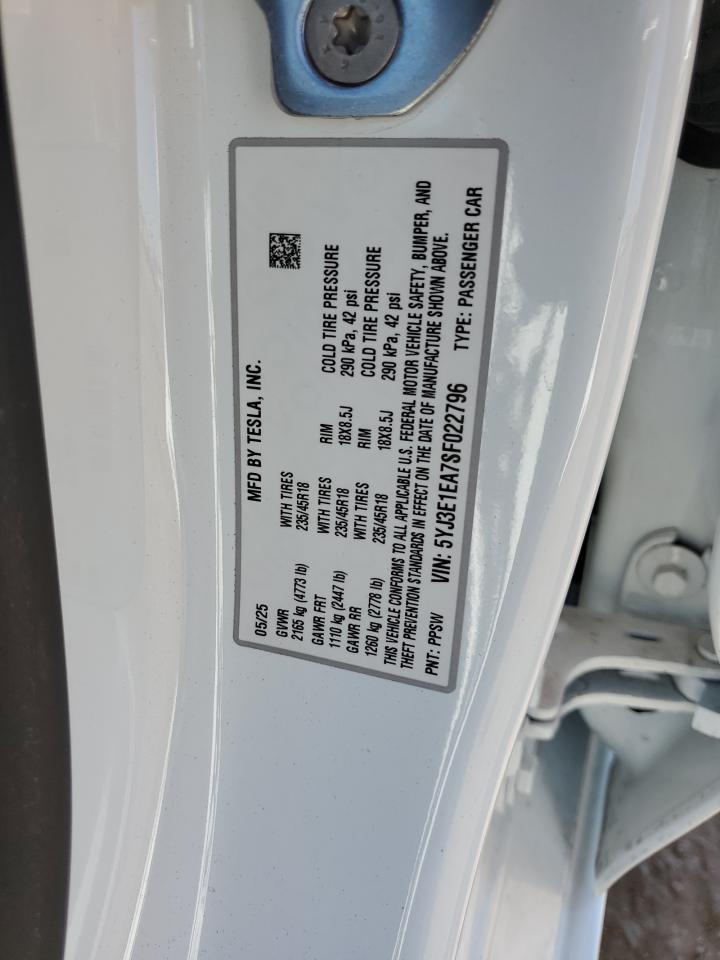 MFD BY TESLA, INC.
05/25
GVWR WITH TIRES
2165 kg (4773 lb) 235/45R18
GAWR FRT WITH TIRES RIM COLD TIRE PRESSURE
1110 kg (2447 lb) 235/45R18 18X8.5J 290 kPa, 42 psi
GAWR RR WITH TIRES RIM COLD TIRE PRESSURE
1260 kg (2778 lb) 235/45R18 18X8.5J 290 kPa, 42 psi
THIS VEHICLE CONFORMS TO ALL APPLICABLE U.S. FEDERAL MOTOR VEHICLE SAFETY, BUMPER, AND
THEFT PREVENTION STANDARDS IN EFFECT ON THE DATE OF MANUFACTURE SHOWN ABOVE.
PNT: PPSW VIN: 5YJ3E1EA7SF022796 TYPE: PASSENGER CAR